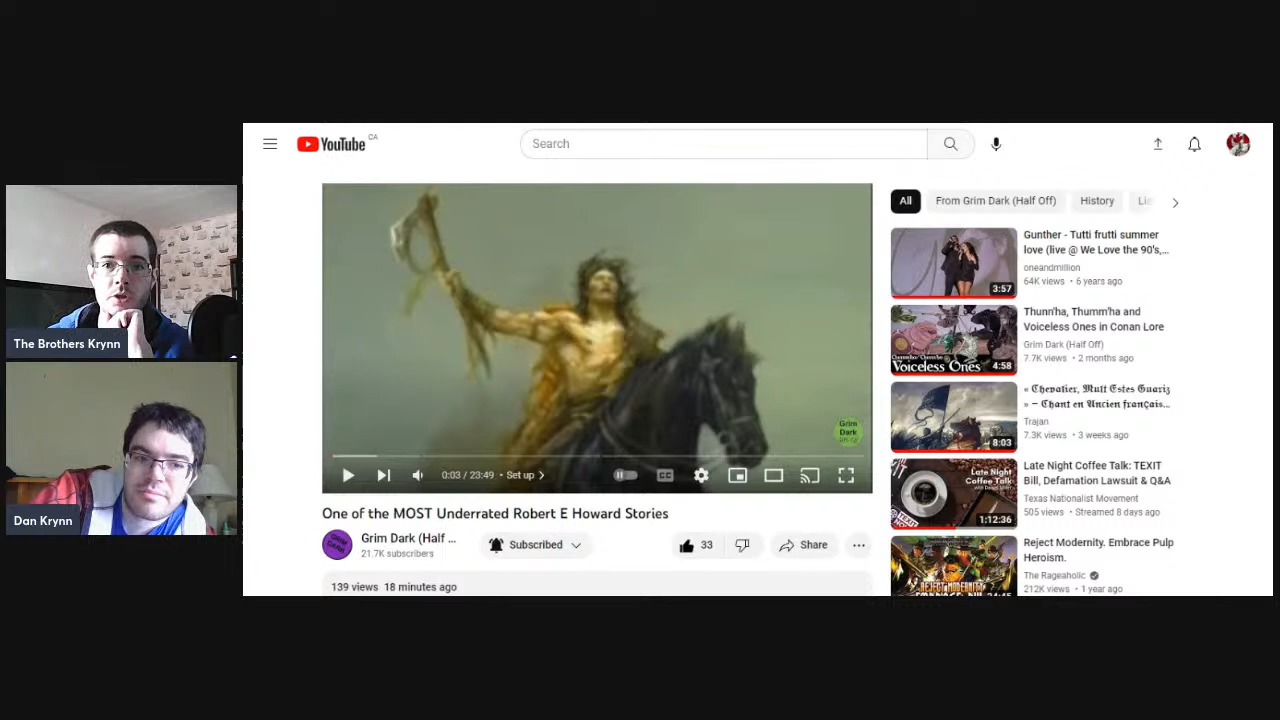 YouTube CA
Search
The Brothers Krynn
Dan Krynn
Grim
Dark
0:03 / 23:49 • Set up
One of the MOST Underrated Robert E Howard Stories
Grim Dark (Half ...
21.7K subscribers
Subscribed
33
Share
139 views 18 minutes ago
All
From Grim Dark (Half Off)
History
3:57
Gunther - Tutti frutti summer
love (live @ We Love the 90's,...
oneandmillion
64K views • 6 years ago
Voiceless Ones
4:58
Thunn'ha, Thumm'ha and
Voiceless Ones in Conan Lore
Grim Dark (Half Off)
7.7K views • 2 months ago
8:03
« Chevalier, Mult Estes Guariz
» – Chant en Ancien français...
Trajan
7.3K views • 3 weeks ago
Late Night
Coffee Talk
1:12:36
Late Night Coffee Talk: TEXIT
Bill, Defamation Lawsuit & Q&A
Texas Nationalist Movement
505 views • Streamed 8 days ago
Reject Modernity. Embrace Pulp
Heroism.
The Rageaholic
212K views • 1 year ago